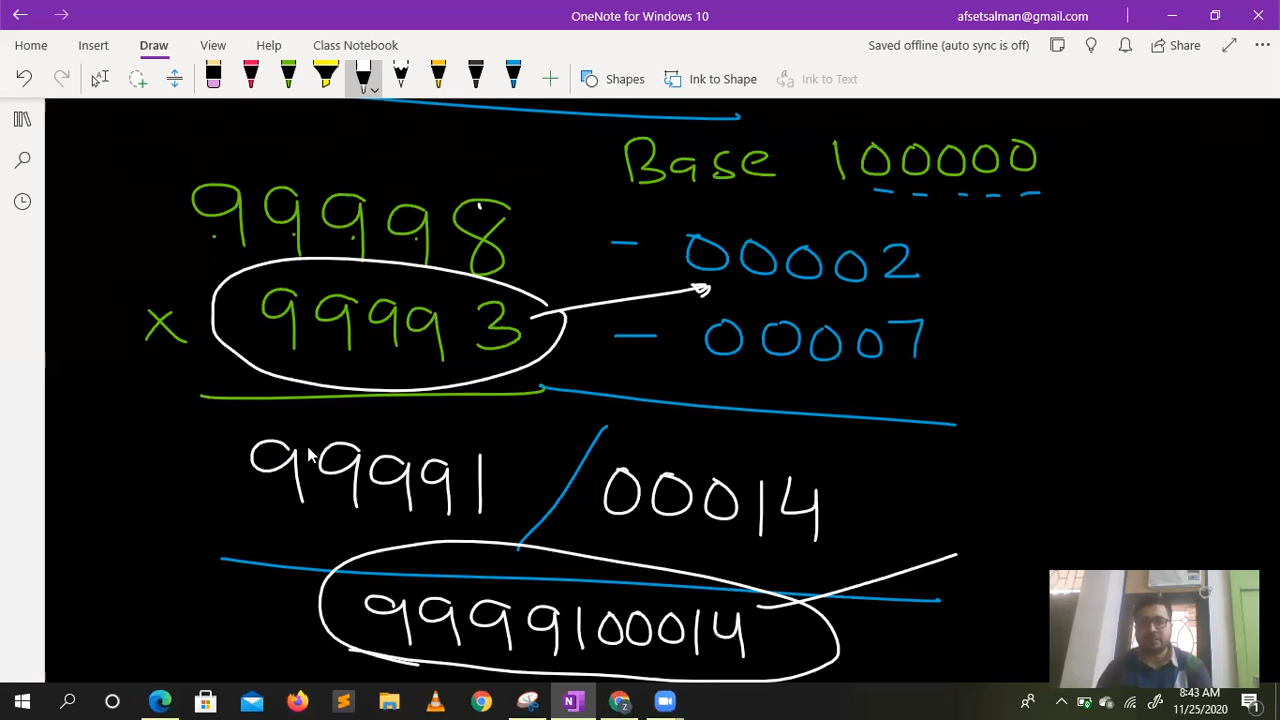 OneNote for Windows 10
afsetsalman@gmail.com
Home Insert Draw View Help Class Notebook
Saved offline (auto sync is off)
Share
Shapes
Ink to Shape
Ink to Text
Base 100000
99998 - 00002
x 99993 - 00007
99991 / 00014
9999100014
8:43 AM
11/25/2020